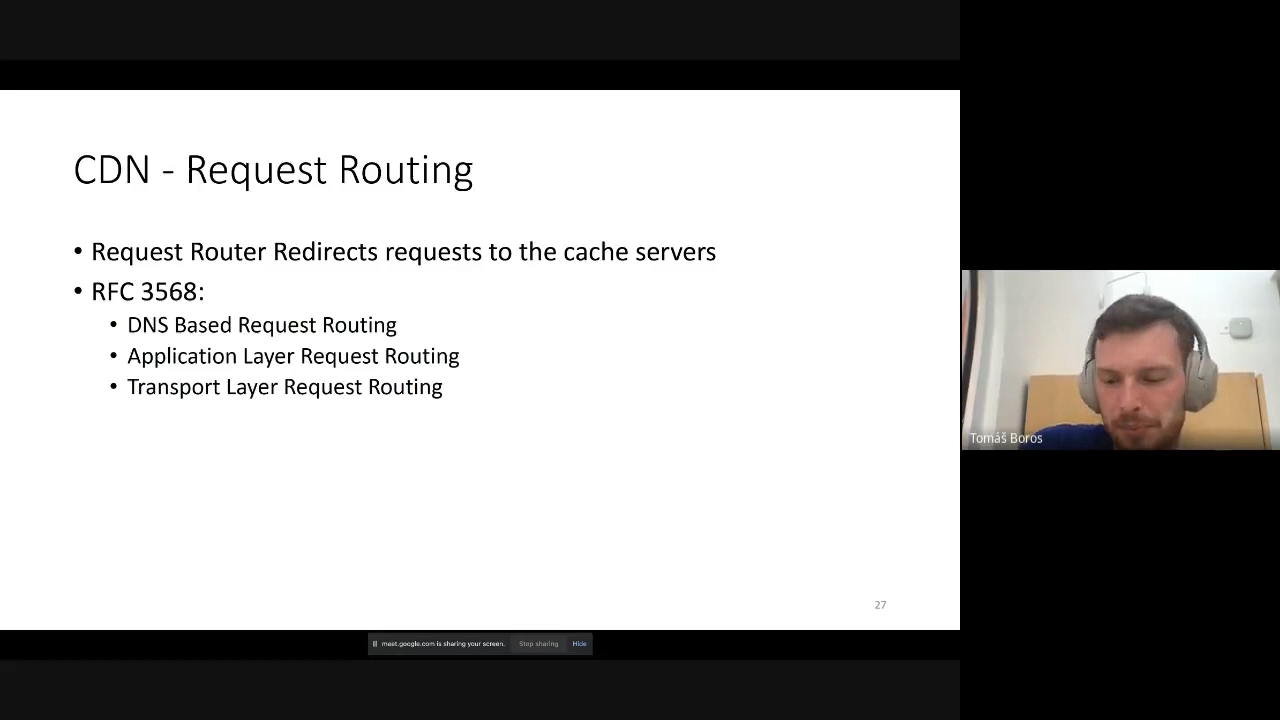 CDN - Request Routing
• Request Router Redirects requests to the cache servers
• RFC 3568:
• DNS Based Request Routing
• Application Layer Request Routing
• Transport Layer Request Routing
27
meet.google.com is sharing your screen.
Stop sharing
Hide
Tomáš Boros